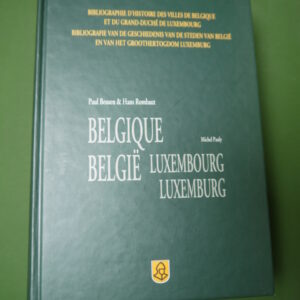 BIBLIOGRAPHIE D'HISTOIRE DES VILLES DE BELGIQUE
ET DU GRAND-DUCHÉ DE LUXEMBOURG
BIBLIOGRAFIE VAN DE GESCHIEDENIS VAN DE STEDEN VAN BELGIË
EN VAN HET GROOTHERTOGDOM LUXEMBURG
Paul Bonenfant & Hans Rombaut
BELGIQUE
Michel Pauly
BELGIË LUXEMBOURG
LUXEMBURG